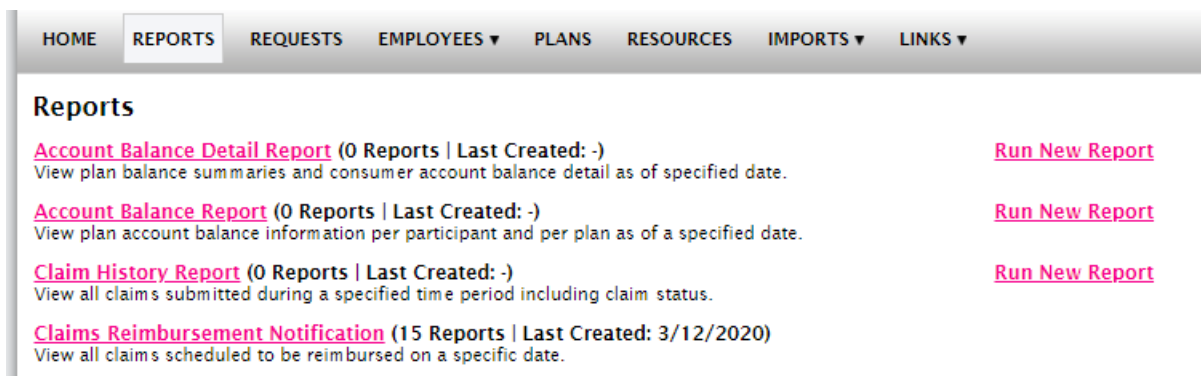 HOME REPORTS REQUESTS EMPLOYEES ▾ PLANS RESOURCES IMPORTS ▾ LINKS ▾
Reports
Account Balance Detail Report (0 Reports | Last Created: -) Run New Report
View plan balance summaries and consumer account balance detail as of specified date.
Account Balance Report (0 Reports | Last Created: -) Run New Report
View plan account balance information per participant and per plan as of a specified date.
Claim History Report (0 Reports | Last Created: -) Run New Report
View all claims submitted during a specified time period including claim status.
Claims Reimbursement Notification (15 Reports | Last Created: 3/12/2020)
View all claims scheduled to be reimbursed on a specific date.